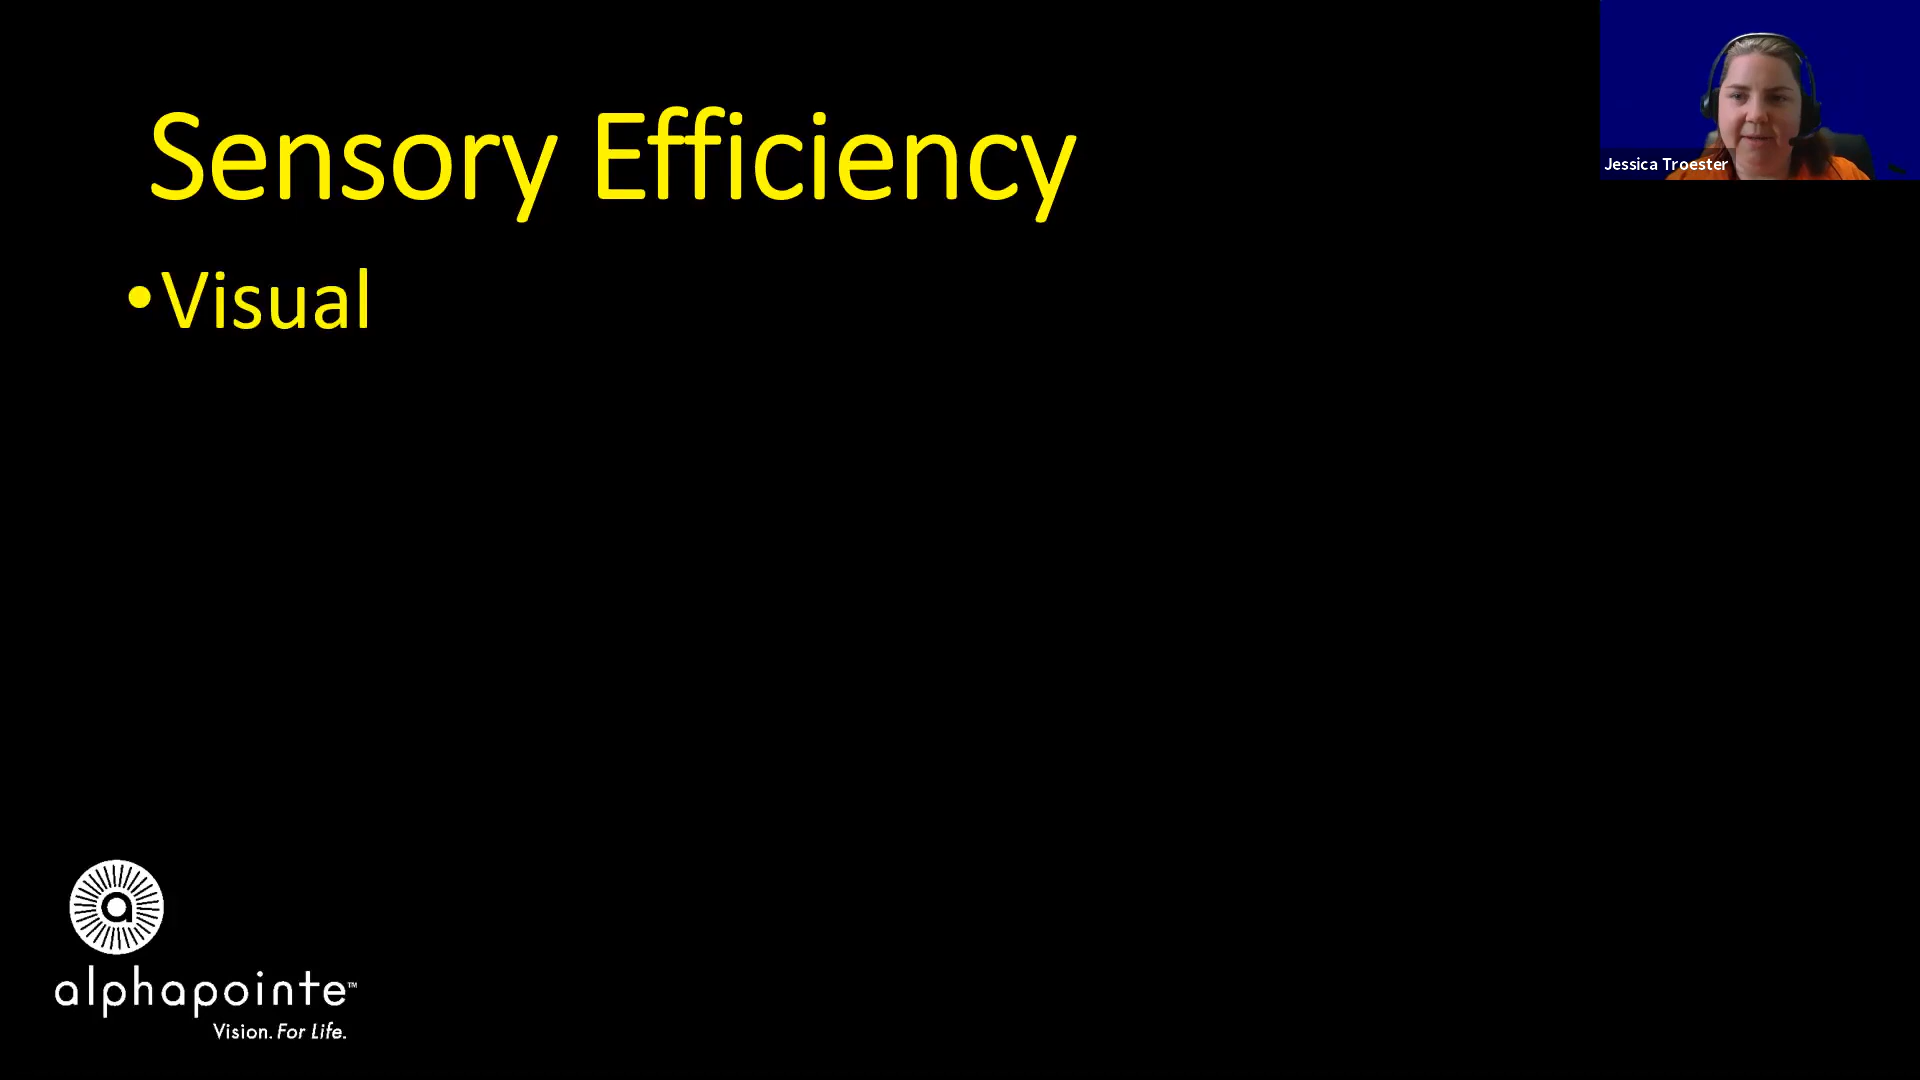 Sensory Efficiency
Jessica Troester
•Visual
alphapointe™
Vision. For Life.